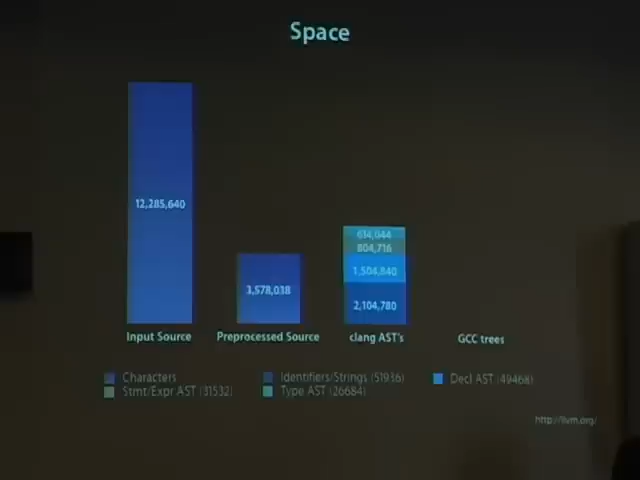 Space
12,285,640
3,578,038
634,044
804,716
1,504,840
2,104,780
Input Source
Preprocessed Source
clang AST's
GCC trees
Characters
Identifiers/Strings (51936)
Decl AST (49468)
Stmt/Expr AST (31532)
Type AST (26684)
http://llvm.org/